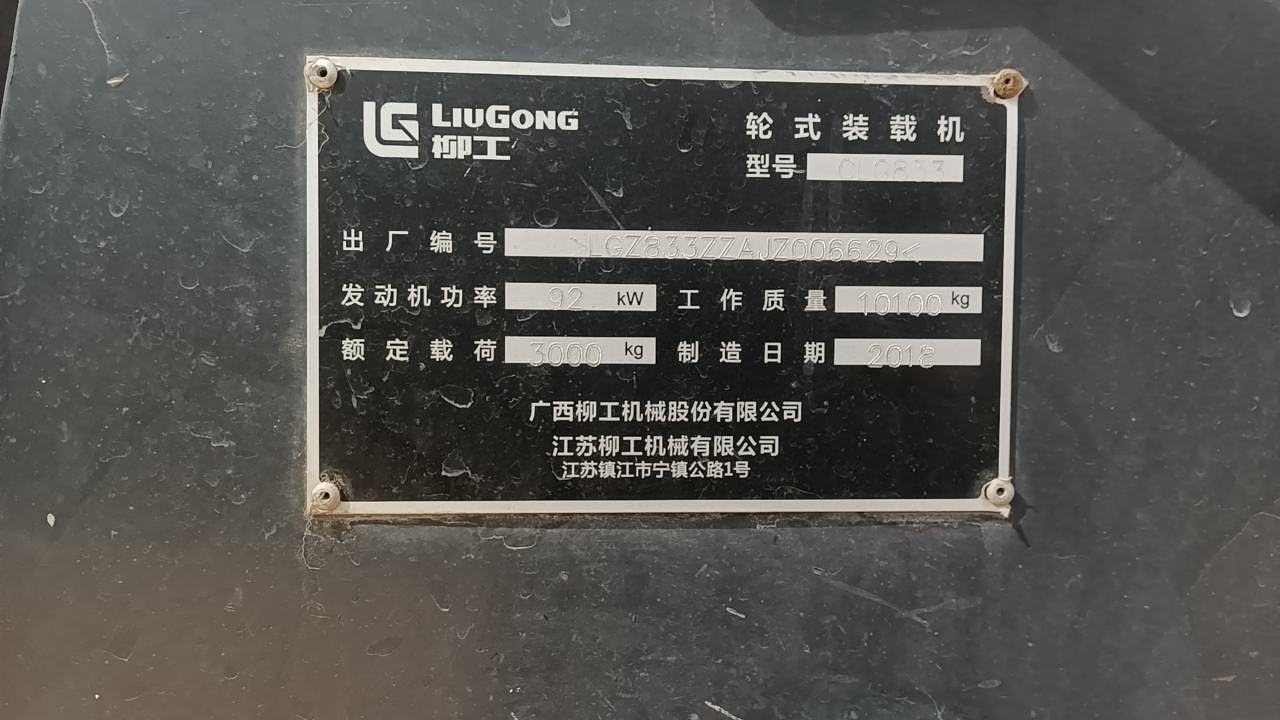 LG LIUGONG
柳工
轮式装载机
型号 CLG833
出厂编号 >LGZ833ZZAJZ006629<
发动机功率 92 kW 工作质量 10100 kg
额定载荷 3000 kg 制造日期 2018
广西柳工机械股份有限公司
江苏柳工机械有限公司
江苏镇江市宁镇公路1号